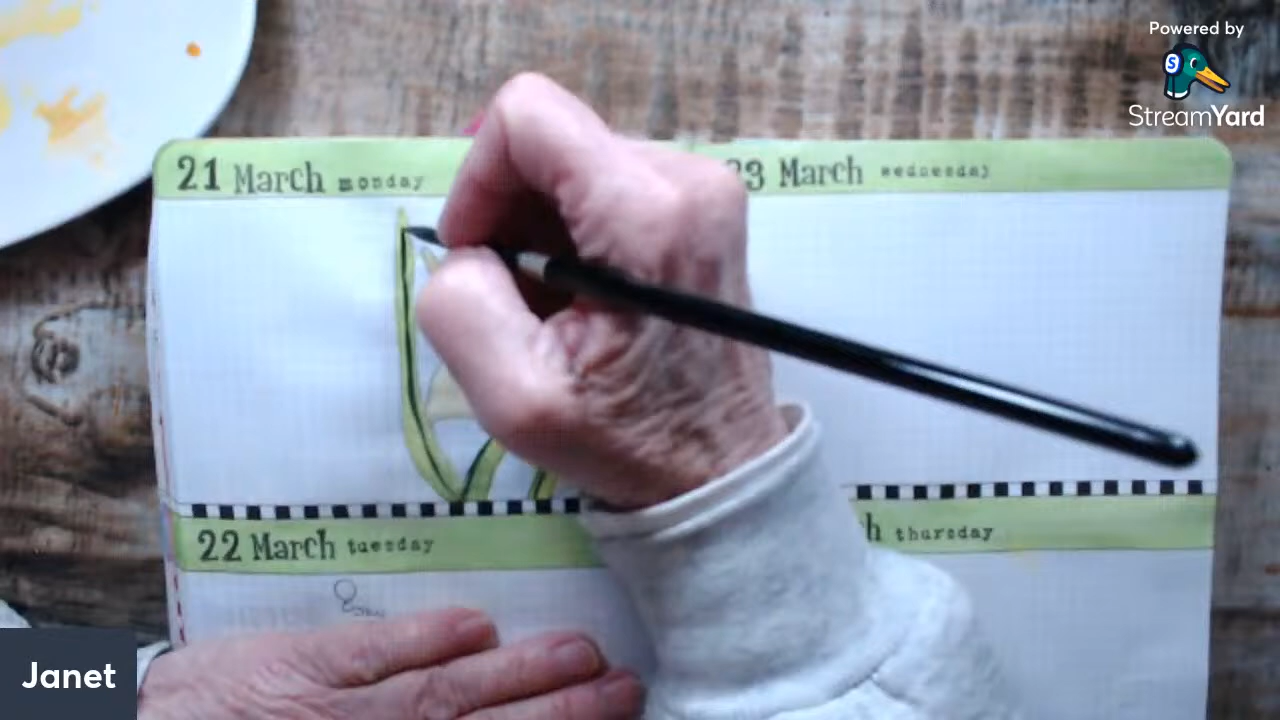 Powered by
StreamYard
21 March monday
23 March wednesday
22 March tuesday
h thursday
Janet